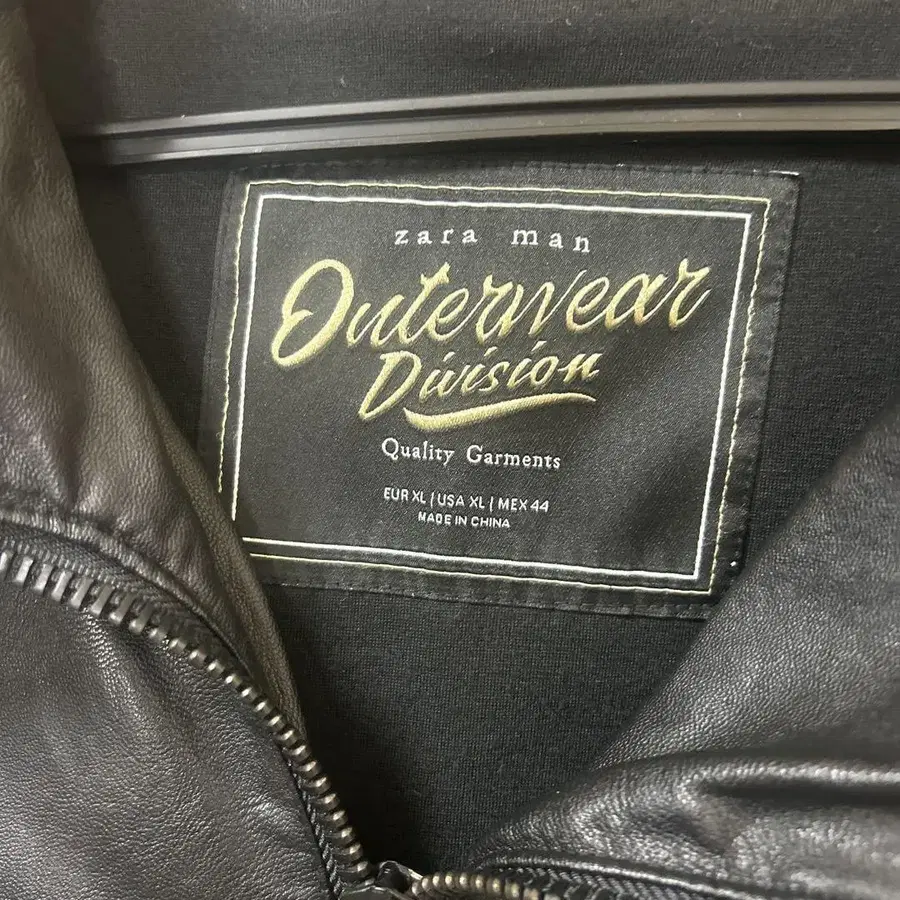 zara man
Outerwear
Division
Quality Garments
EUR XL | USA XL | MEX 44
MADE IN CHINA